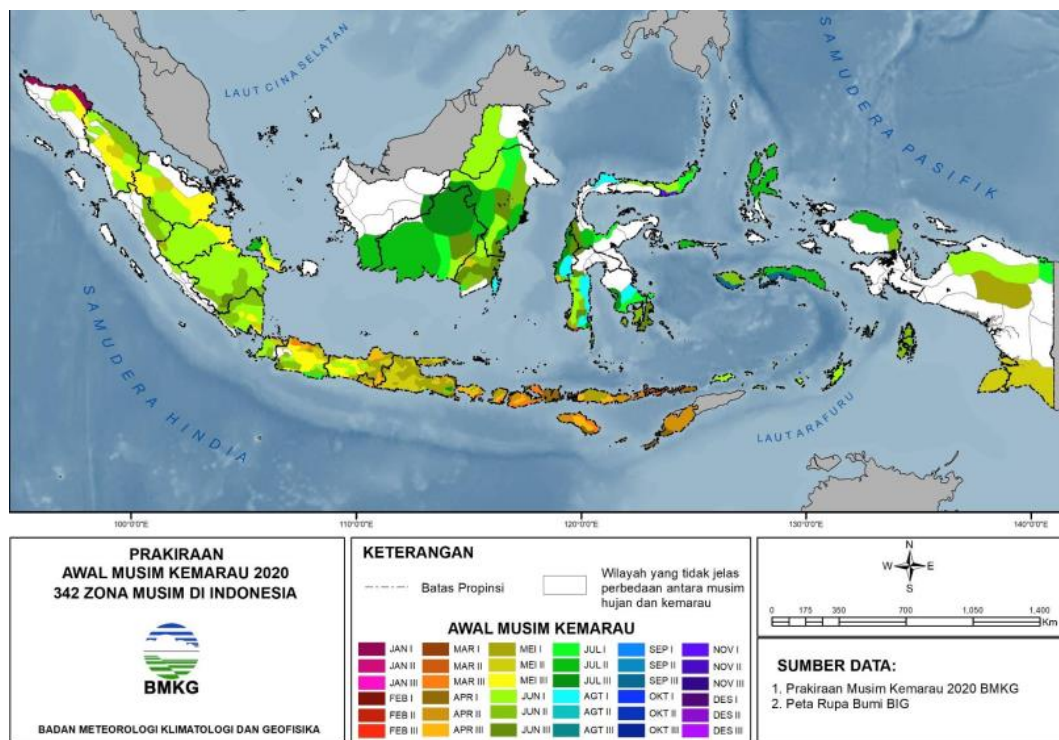 LAUT CINA SELATAN
SAMUDERA PASIFIK
SAMUDERA HINDIA
LAUT ARAFURU
100°0'0"E 110°0'0"E 120°0'0"E 130°0'0"E 140°0'0"E
PRAKIRAAN
AWAL MUSIM KEMARAU 2020
342 ZONA MUSIM DI INDONESIA
BMKG
BADAN METEOROLOGI KLIMATOLOGI DAN GEOFISIKA
KETERANGAN
Batas Propinsi
Wilayah yang tidak jelas
perbedaan antara musim
hujan dan kemarau
AWAL MUSIM KEMARAU
JAN I MAR I MEI I JUL I SEP I NOV I
JAN II MAR II MEI II JUL II SEP II NOV II
JAN III MAR III MEI III JUL III SEP III NOV III
FEB I APR I JUN I AGT I OKT I DES I
FEB II APR II JUN II AGT II OKT II DES II
FEB III APR III JUN III AGT III OKT III DES III
N
W E
S
0 175 350 700 1,050 1,400
Km
SUMBER DATA:
1. Prakiraan Musim Kemarau 2020 BMKG
2. Peta Rupa Bumi BIG